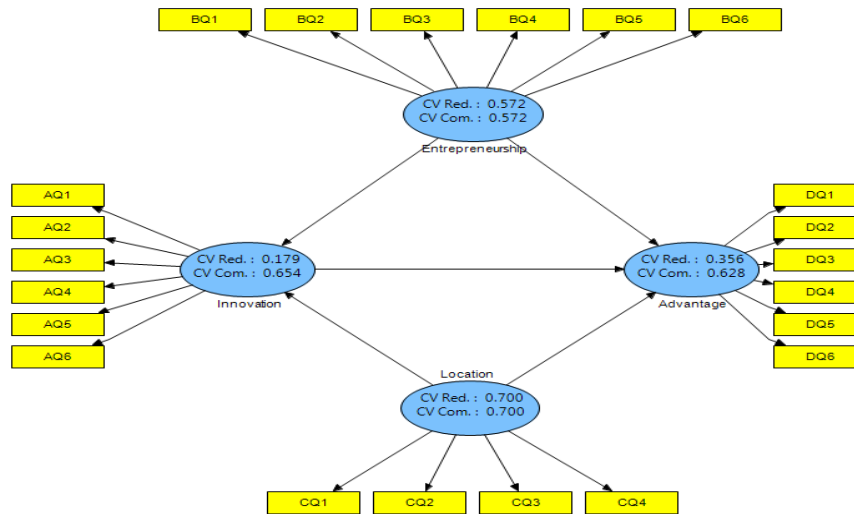 BQ1 BQ2 BQ3 BQ4 BQ5 BQ6
CV Red. : 0.572
CV Com. : 0.572
Entrepreneurship
AQ1
AQ2
AQ3
AQ4
AQ5
AQ6
CV Red. : 0.179
CV Com. : 0.654
Innovation
CV Red. : 0.356
CV Com. : 0.628
Advantage
DQ1
DQ2
DQ3
DQ4
DQ5
DQ6
Location
CV Red. : 0.700
CV Com. : 0.700
CQ1 CQ2 CQ3 CQ4